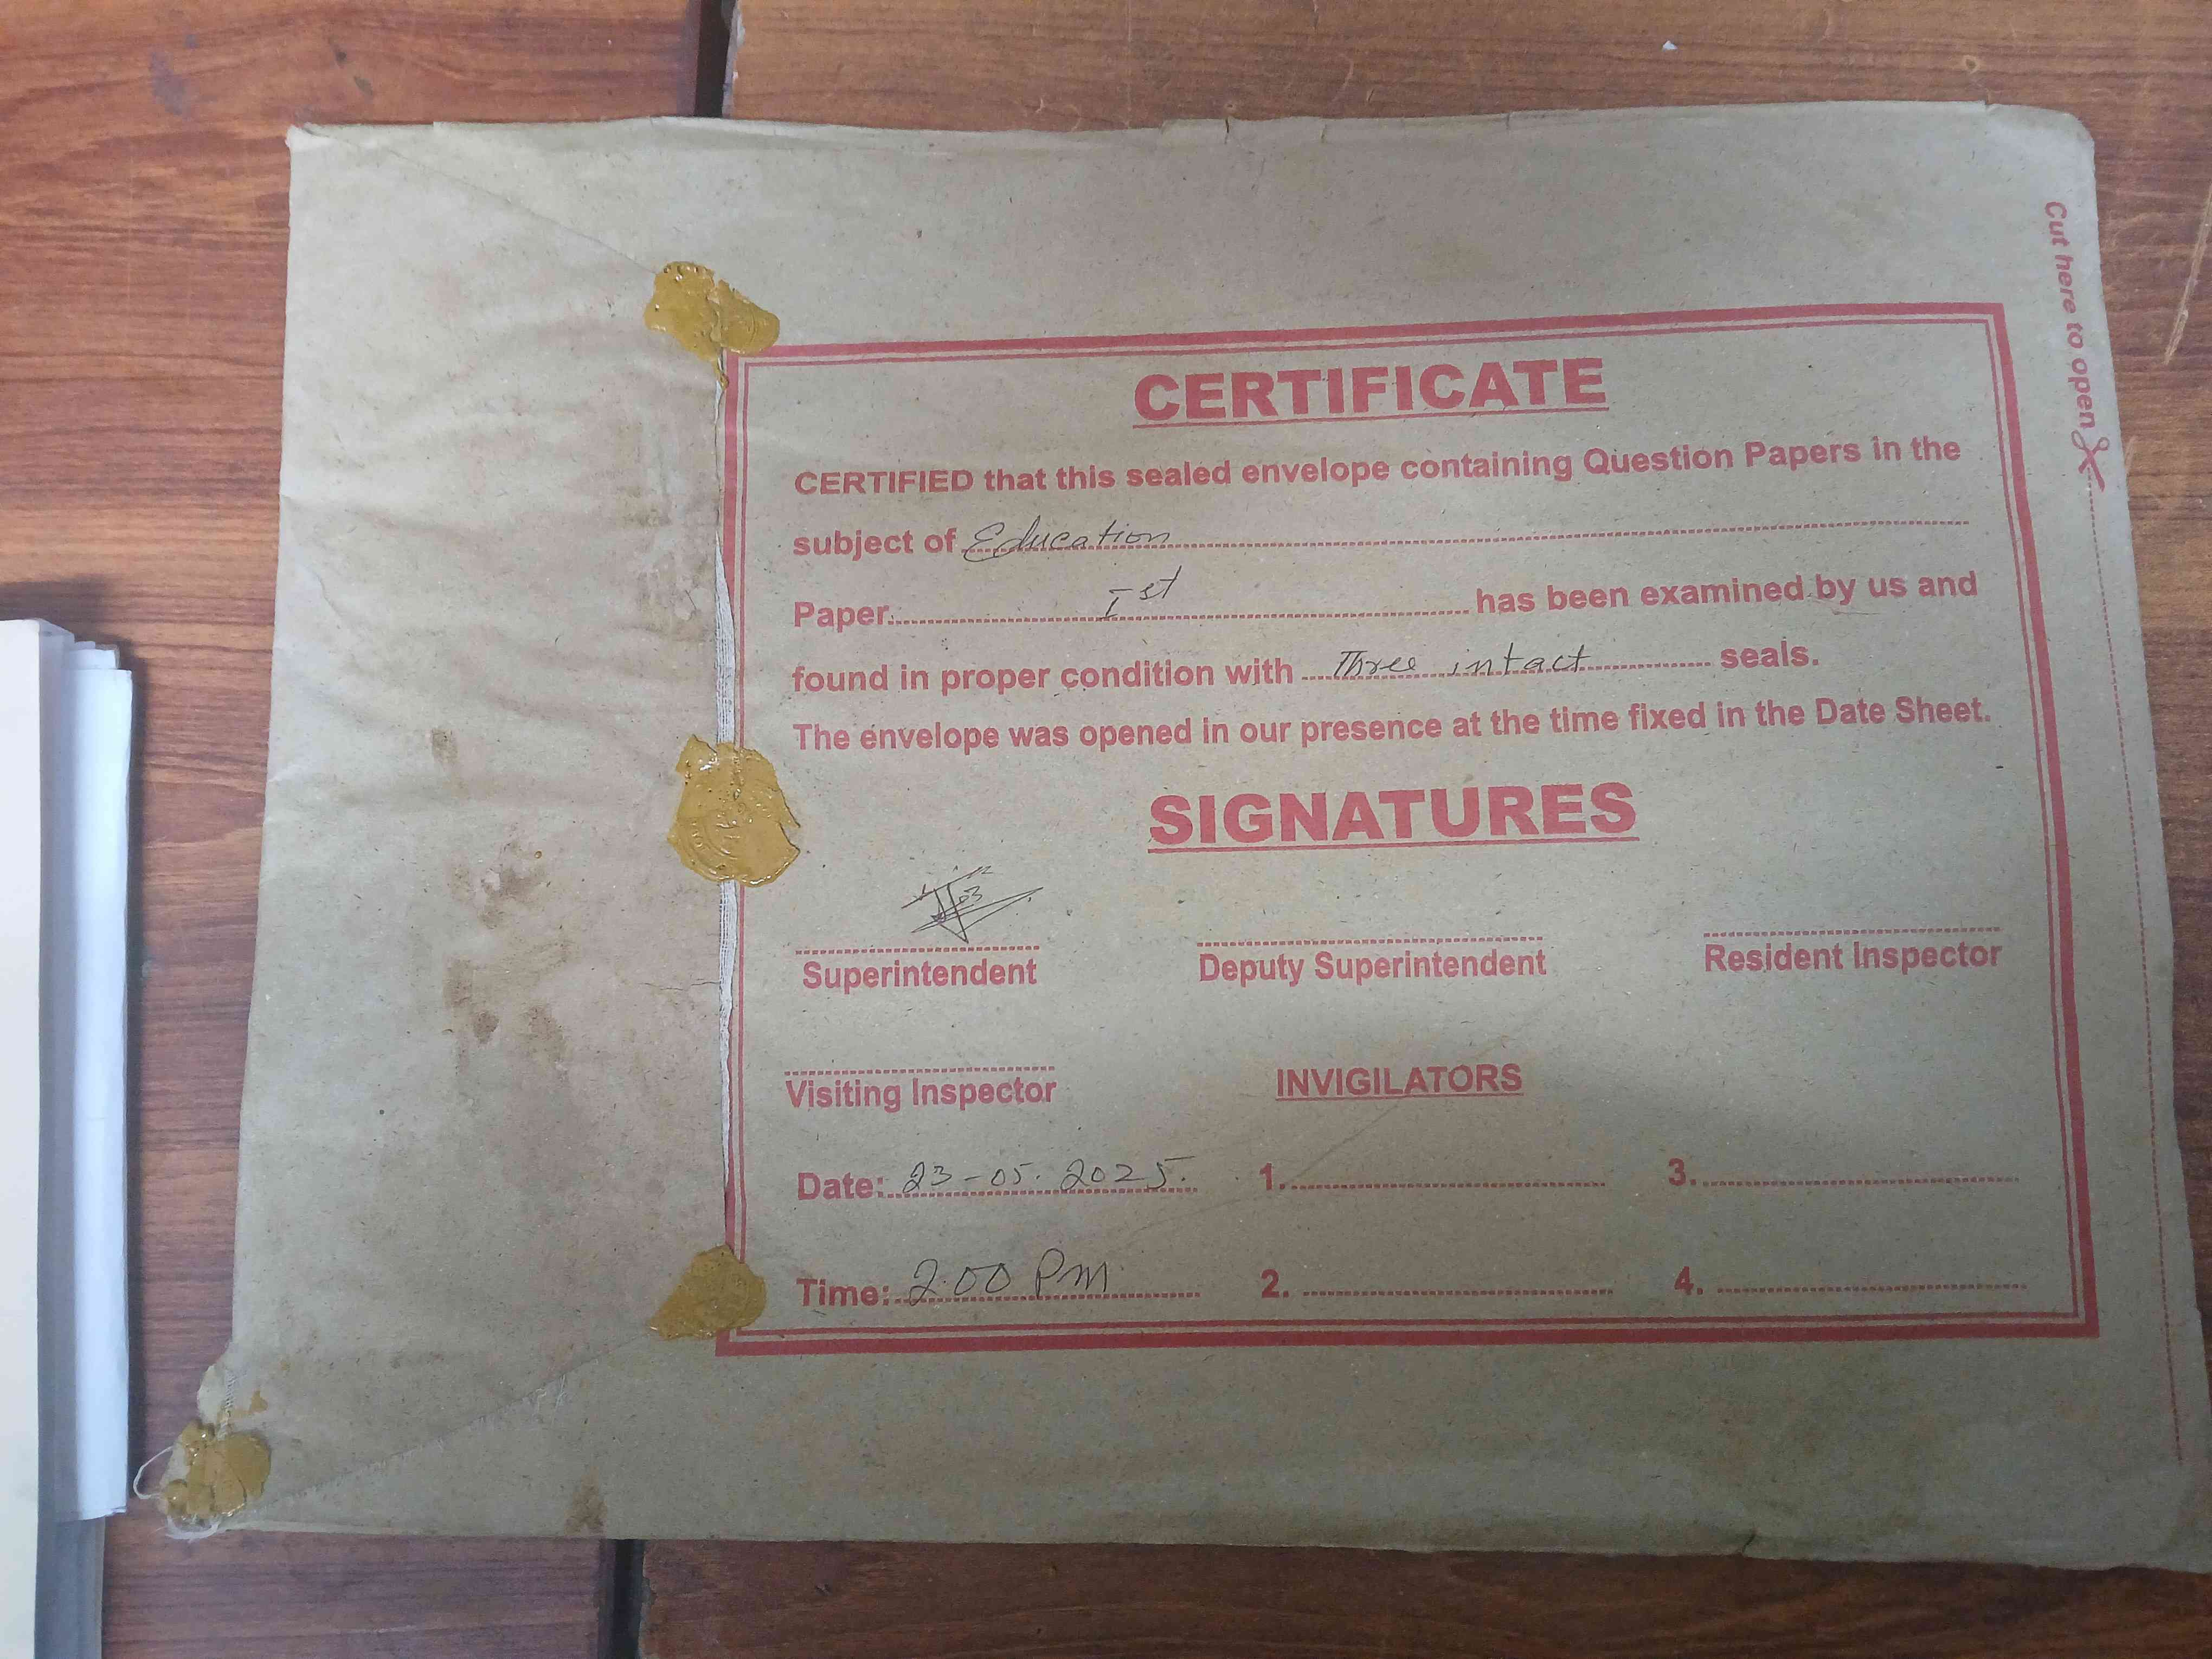 Cut here to open
CERTIFICATE
CERTIFIED that this sealed envelope containing Question Papers in the
subject of Education
Paper Ist has been examined by us and
found in proper condition with Three intact seals.
The envelope was opened in our presence at the time fixed in the Date Sheet.
SIGNATURES
Superintendent Deputy Superintendent Resident Inspector
Visiting Inspector INVIGILATORS
Date: 23-05.2025. 1. 3.
Time: 2.00 PM 2. 4.